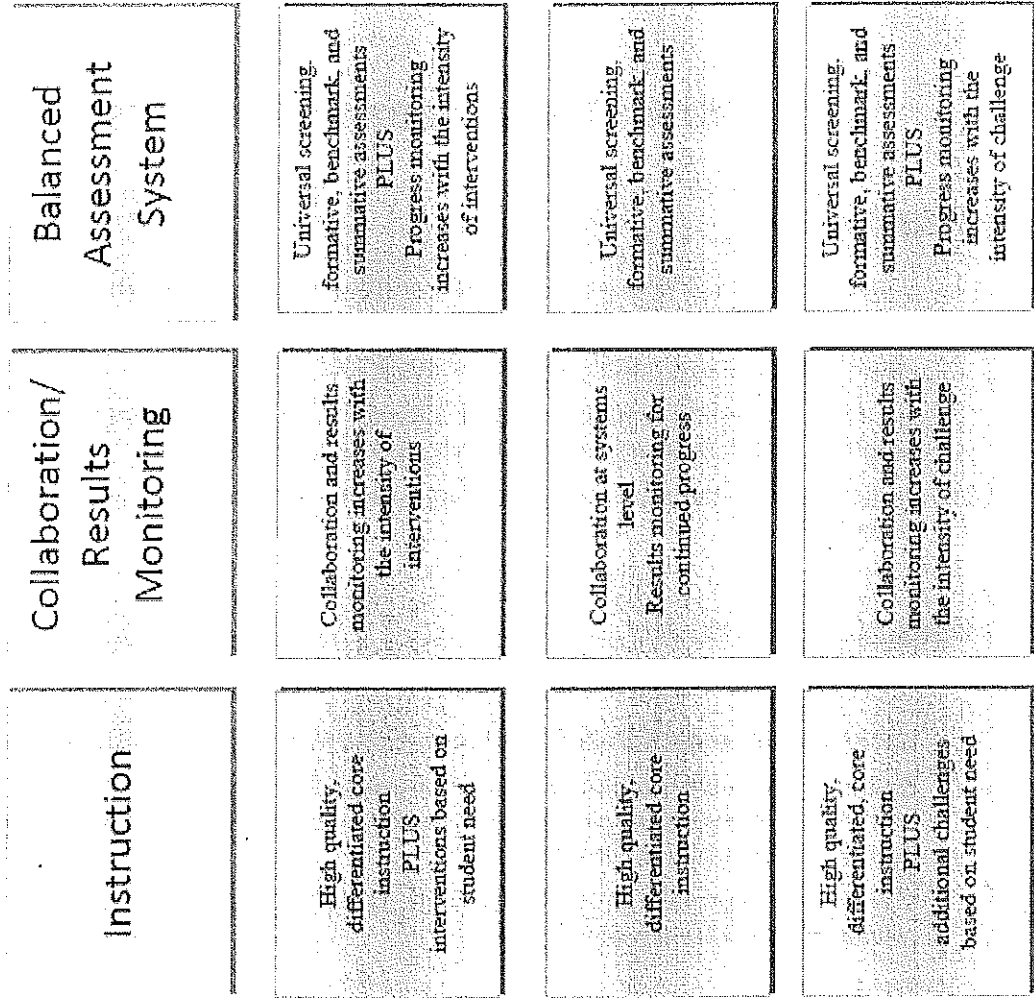 Instruction
Collaboration/
Results
Monitoring
Balanced
Assessment
System
High quality,
differentiated core
instruction
PLUS
interventions based on
student need
Collaboration and results
monitoring increases with
the intensity of
interventions
Universal screening,
formative, benchmark, and
summative assessments
PLUS
Progress monitoring
increases with the intensity
of interventions
High quality,
differentiated core
instruction
Collaboration at systems
level
Results monitoring for
continued progress
Universal screening,
formative, benchmark, and
summative assessments
High quality,
differentiated, core
instruction
PLUS
additional challenges
based on student need
Collaboration and results
monitoring increases with
the intensity of challenge
Universal screening,
formative, benchmark, and
summative assessments
PLUS
Progress monitoring
increases with the
intensity of challenge